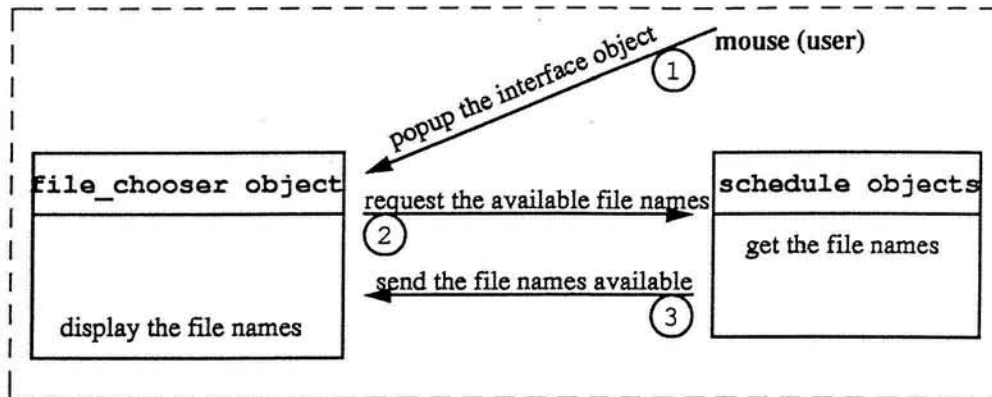 mouse (user)
popup the interface object
1
file_chooser object
request the available file names
2
schedule objects
get the file names
send the file names available
3
display the file names